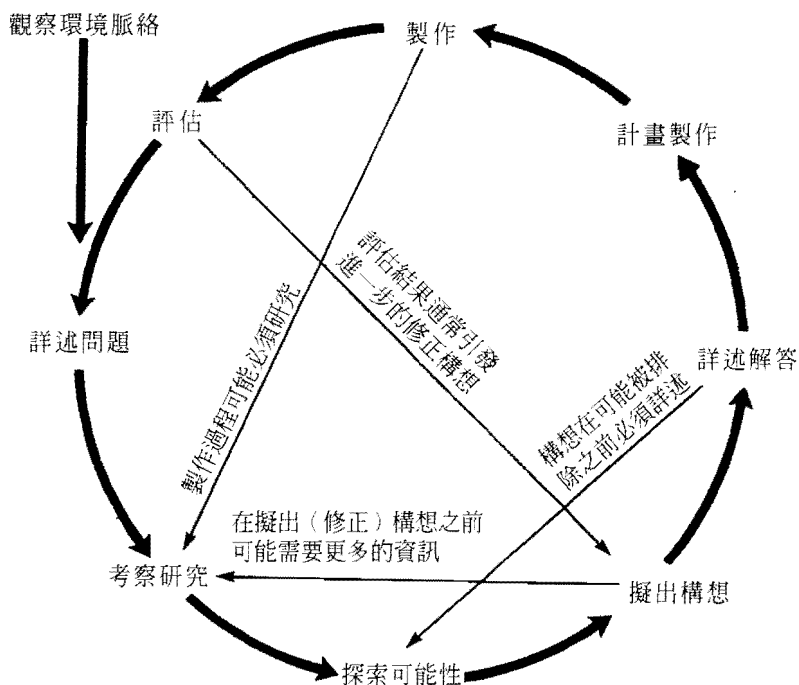 觀察環境脈絡
製作
評估
計畫製作
評估結果通常引發
進一步的修正構想
製作過程可能必須研究
詳述問題
詳述解答
構想在可能被排
除之前必須詳述
在擬出（修正）構想之前
可能需要更多的資訊
考察研究
擬出構想
探索可能性